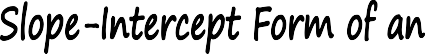 Slope-Intercept Form of an